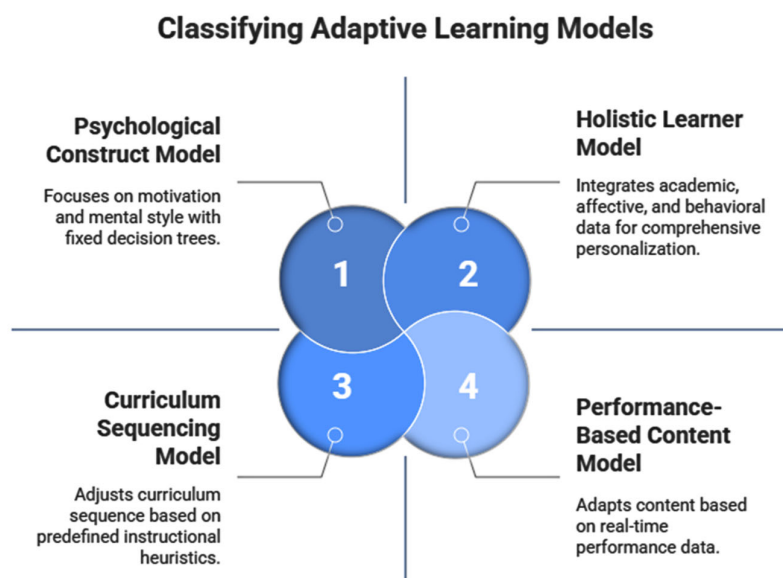 Classifying Adaptive Learning Models
Psychological
Construct Model
Focuses on motivation
and mental style with
fixed decision trees.
Holistic Learner
Model
Integrates academic,
affective, and behavioral
data for comprehensive
personalization.
1
2
3
4
Curriculum
Sequencing
Model
Adjusts curriculum
sequence based on
predefined instructional
heuristics.
Performance-
Based Content
Model
Adapts content based
on real-time
performance data.